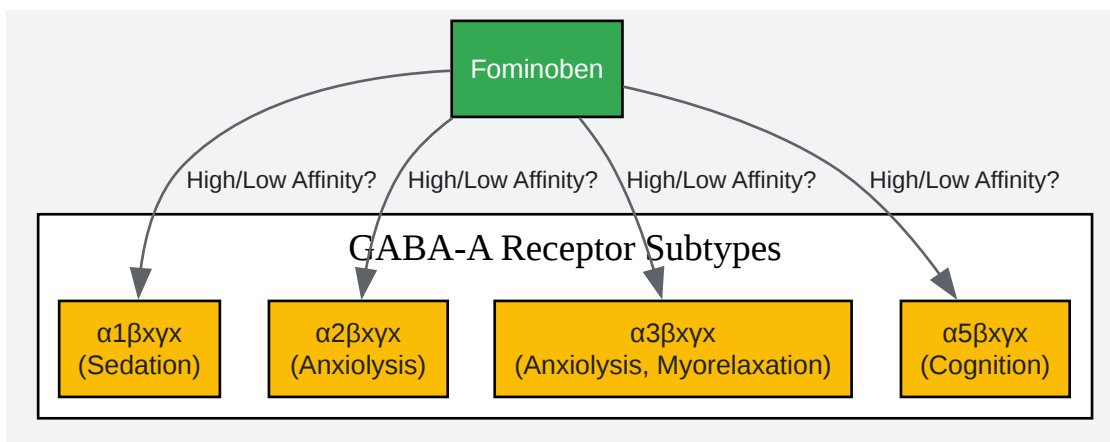 Fominoben
High/Low Affinity? High/Low Affinity? High/Low Affinity? High/Low Affinity?
GABA-A Receptor Subtypes
α1βxγx
(Sedation)
α2βxγx
(Anxiolysis)
α3βxγx
(Anxiolysis, Myorelaxation)
α5βxγx
(Cognition)